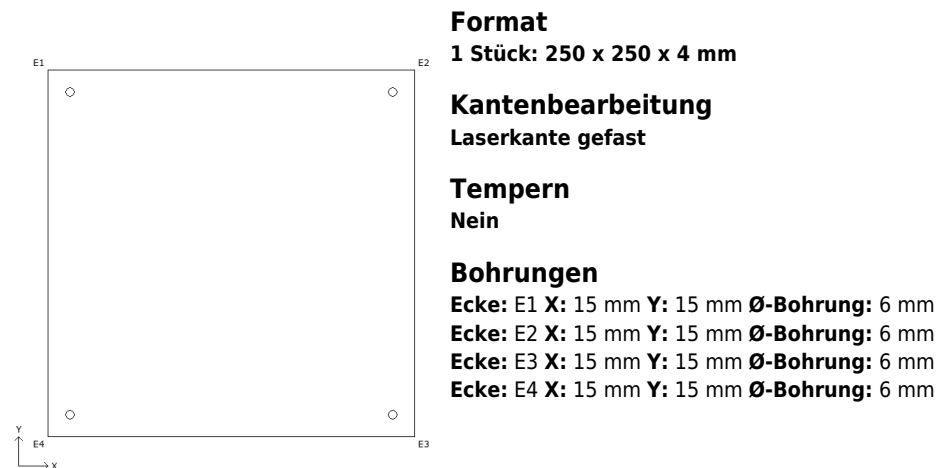 E1
E2
E4
E3
Y
X
Format
1 Stück: 250 x 250 x 4 mm
Kantenbearbeitung
Laserkante gefast
Tempern
Nein
Bohrungen
Ecke: E1 X: 15 mm Y: 15 mm Ø-Bohrung: 6 mm
Ecke: E2 X: 15 mm Y: 15 mm Ø-Bohrung: 6 mm
Ecke: E3 X: 15 mm Y: 15 mm Ø-Bohrung: 6 mm
Ecke: E4 X: 15 mm Y: 15 mm Ø-Bohrung: 6 mm